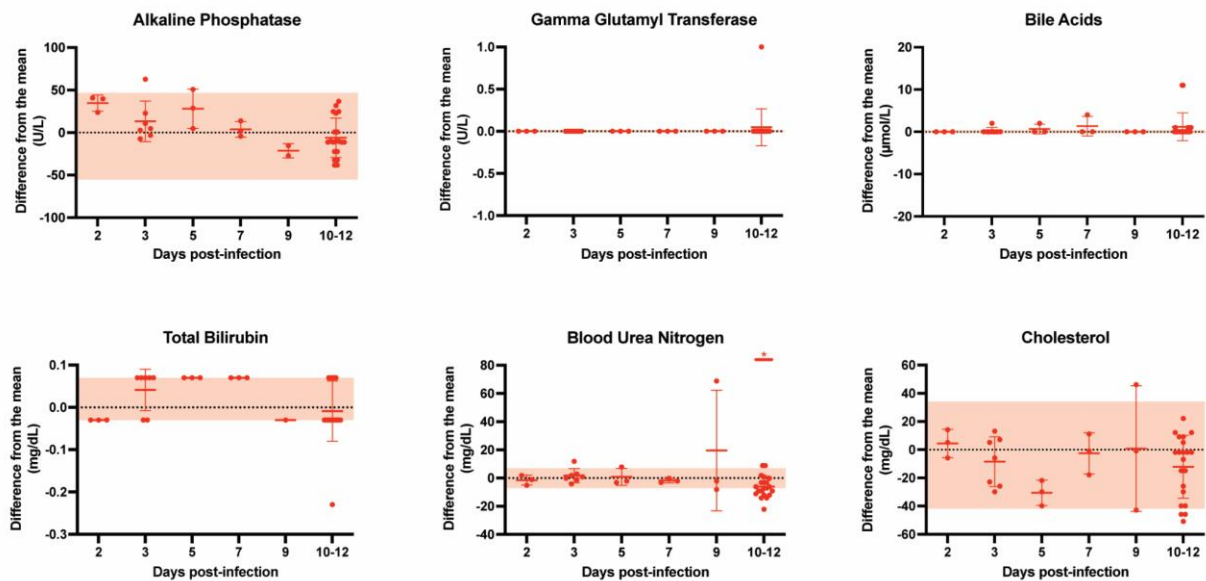 Alkaline Phosphatase
Difference from the mean
(U/L)
100
50
0
-50
-100
2 3 5 7 9 10-12
Days post-infection
Gamma Glutamyl Transferase
Difference from the mean
(U/L)
1.0
0.5
0.0
-0.5
-1.0
2 3 5 7 9 10-12
Days post-infection
Bile Acids
Difference from the mean
(µmol/L)
20
10
0
-10
-20
2 3 5 7 9 10-12
Days post-infection
Total Bilirubin
Difference from the mean
(mg/dL)
0.1
0.0
-0.1
-0.2
-0.3
2 3 5 7 9 10-12
Days post-infection
Blood Urea Nitrogen
Difference from the mean
(mg/dL)
80
60
40
20
0
-20
-40
*
2 3 5 7 9 10-12
Days post-infection
Cholesterol
Difference from the mean
(mg/dL)
60
40
20
0
-20
-40
-60
2 3 5 7 9 10-12
Days post-infection